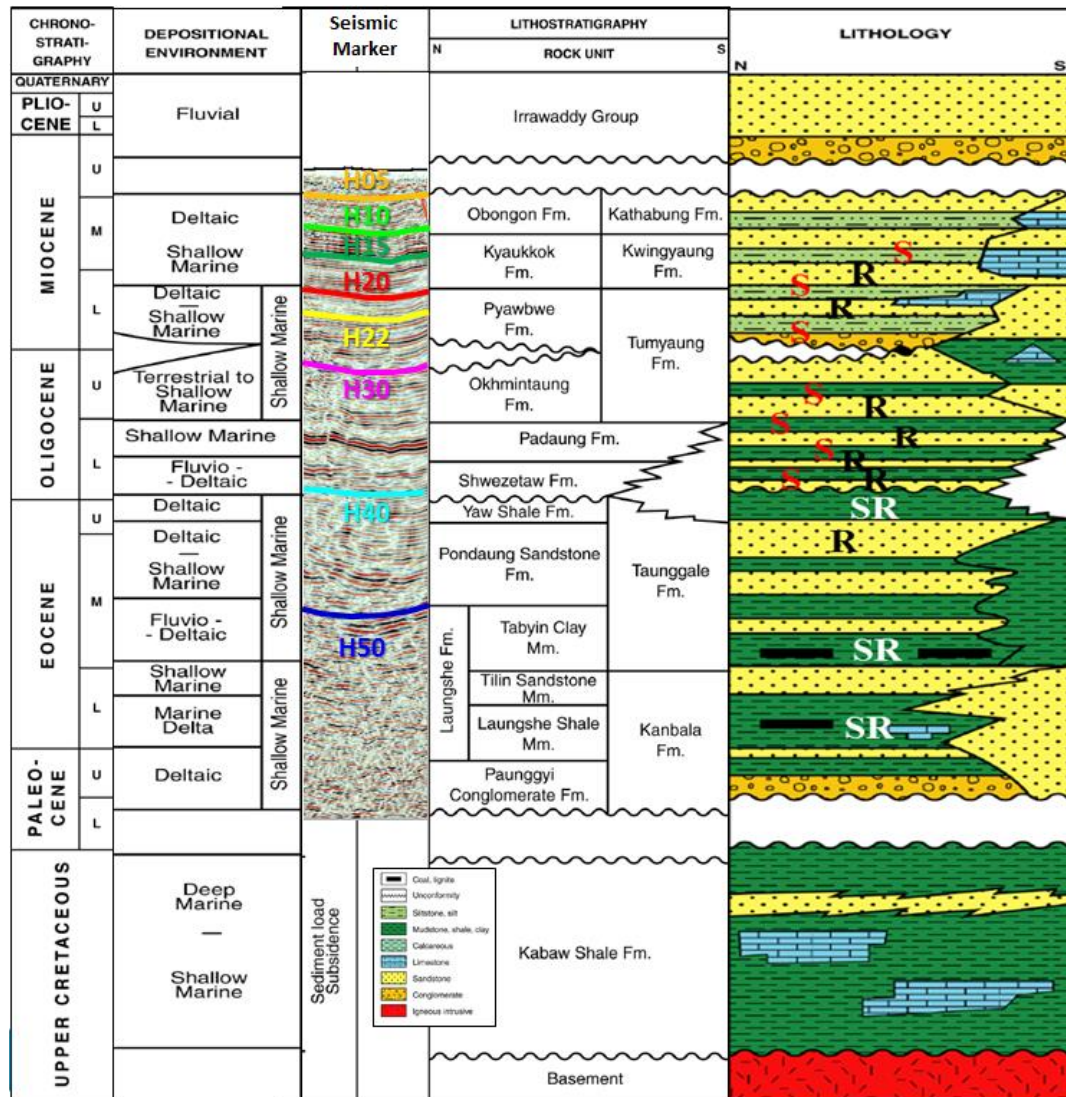 CHRONO-
STRATI-
GRAPHY
DEPOSITIONAL
ENVIRONMENT
Seismic
Marker
LITHOSTRATIGRAPHY
N
ROCK UNIT
S
LITHOLOGY
N
S
QUATERNARY
PLIO-
CENE
U
L
MIOCENE
U
M
L
OLIGOCENE
U
L
EOCENE
U
M
L
PALEO-
CENE
U
L
UPPER CRETACEOUS
Fluvial
Deltaic
Shallow
Marine
Deltaic
—
Shallow
Marine
Terrestrial to
Shallow
Marine
Shallow Marine
Shallow Marine
Fluvio -
- Deltaic
Deltaic
Deltaic
—
Shallow
Marine
Fluvio -
- Deltaic
Shallow Marine
Shallow
Marine
Marine
Delta
Deltaic
Shallow Marine
Deep
Marine
—
Shallow
Marine
H05
H10
H15
H20
H22
H30
H40
H50
Sediment load
Subsidence
Irrawaddy Group
Obongon Fm.
Kathabung Fm.
Kyaukkok
Fm.
Kwingyaung
Fm.
Pyawbwe
Fm.
Tumyaung
Fm.
Okhmintaung
Fm.
Padaung Fm.
Shwezetaw Fm.
Yaw Shale Fm.
Pondaung Sandstone
Fm.
Taunggale
Fm.
Laungshe Fm.
Tabyin Clay
Mm.
Tilin Sandstone
Mm.
Laungshe Shale
Mm.
Kanbala
Fm.
Paunggyi
Conglomerate Fm.
Kabaw Shale Fm.
Basement
S
R
S
R
S
S
R
S
R
S
R
S
R
SR
R
SR
SR
Coal, lignite
Unconformity
Siltstone, silt
Mudstone, shale, clay
Calcareous
Limestone
Sandstone
Conglomerate
Igneous intrusive